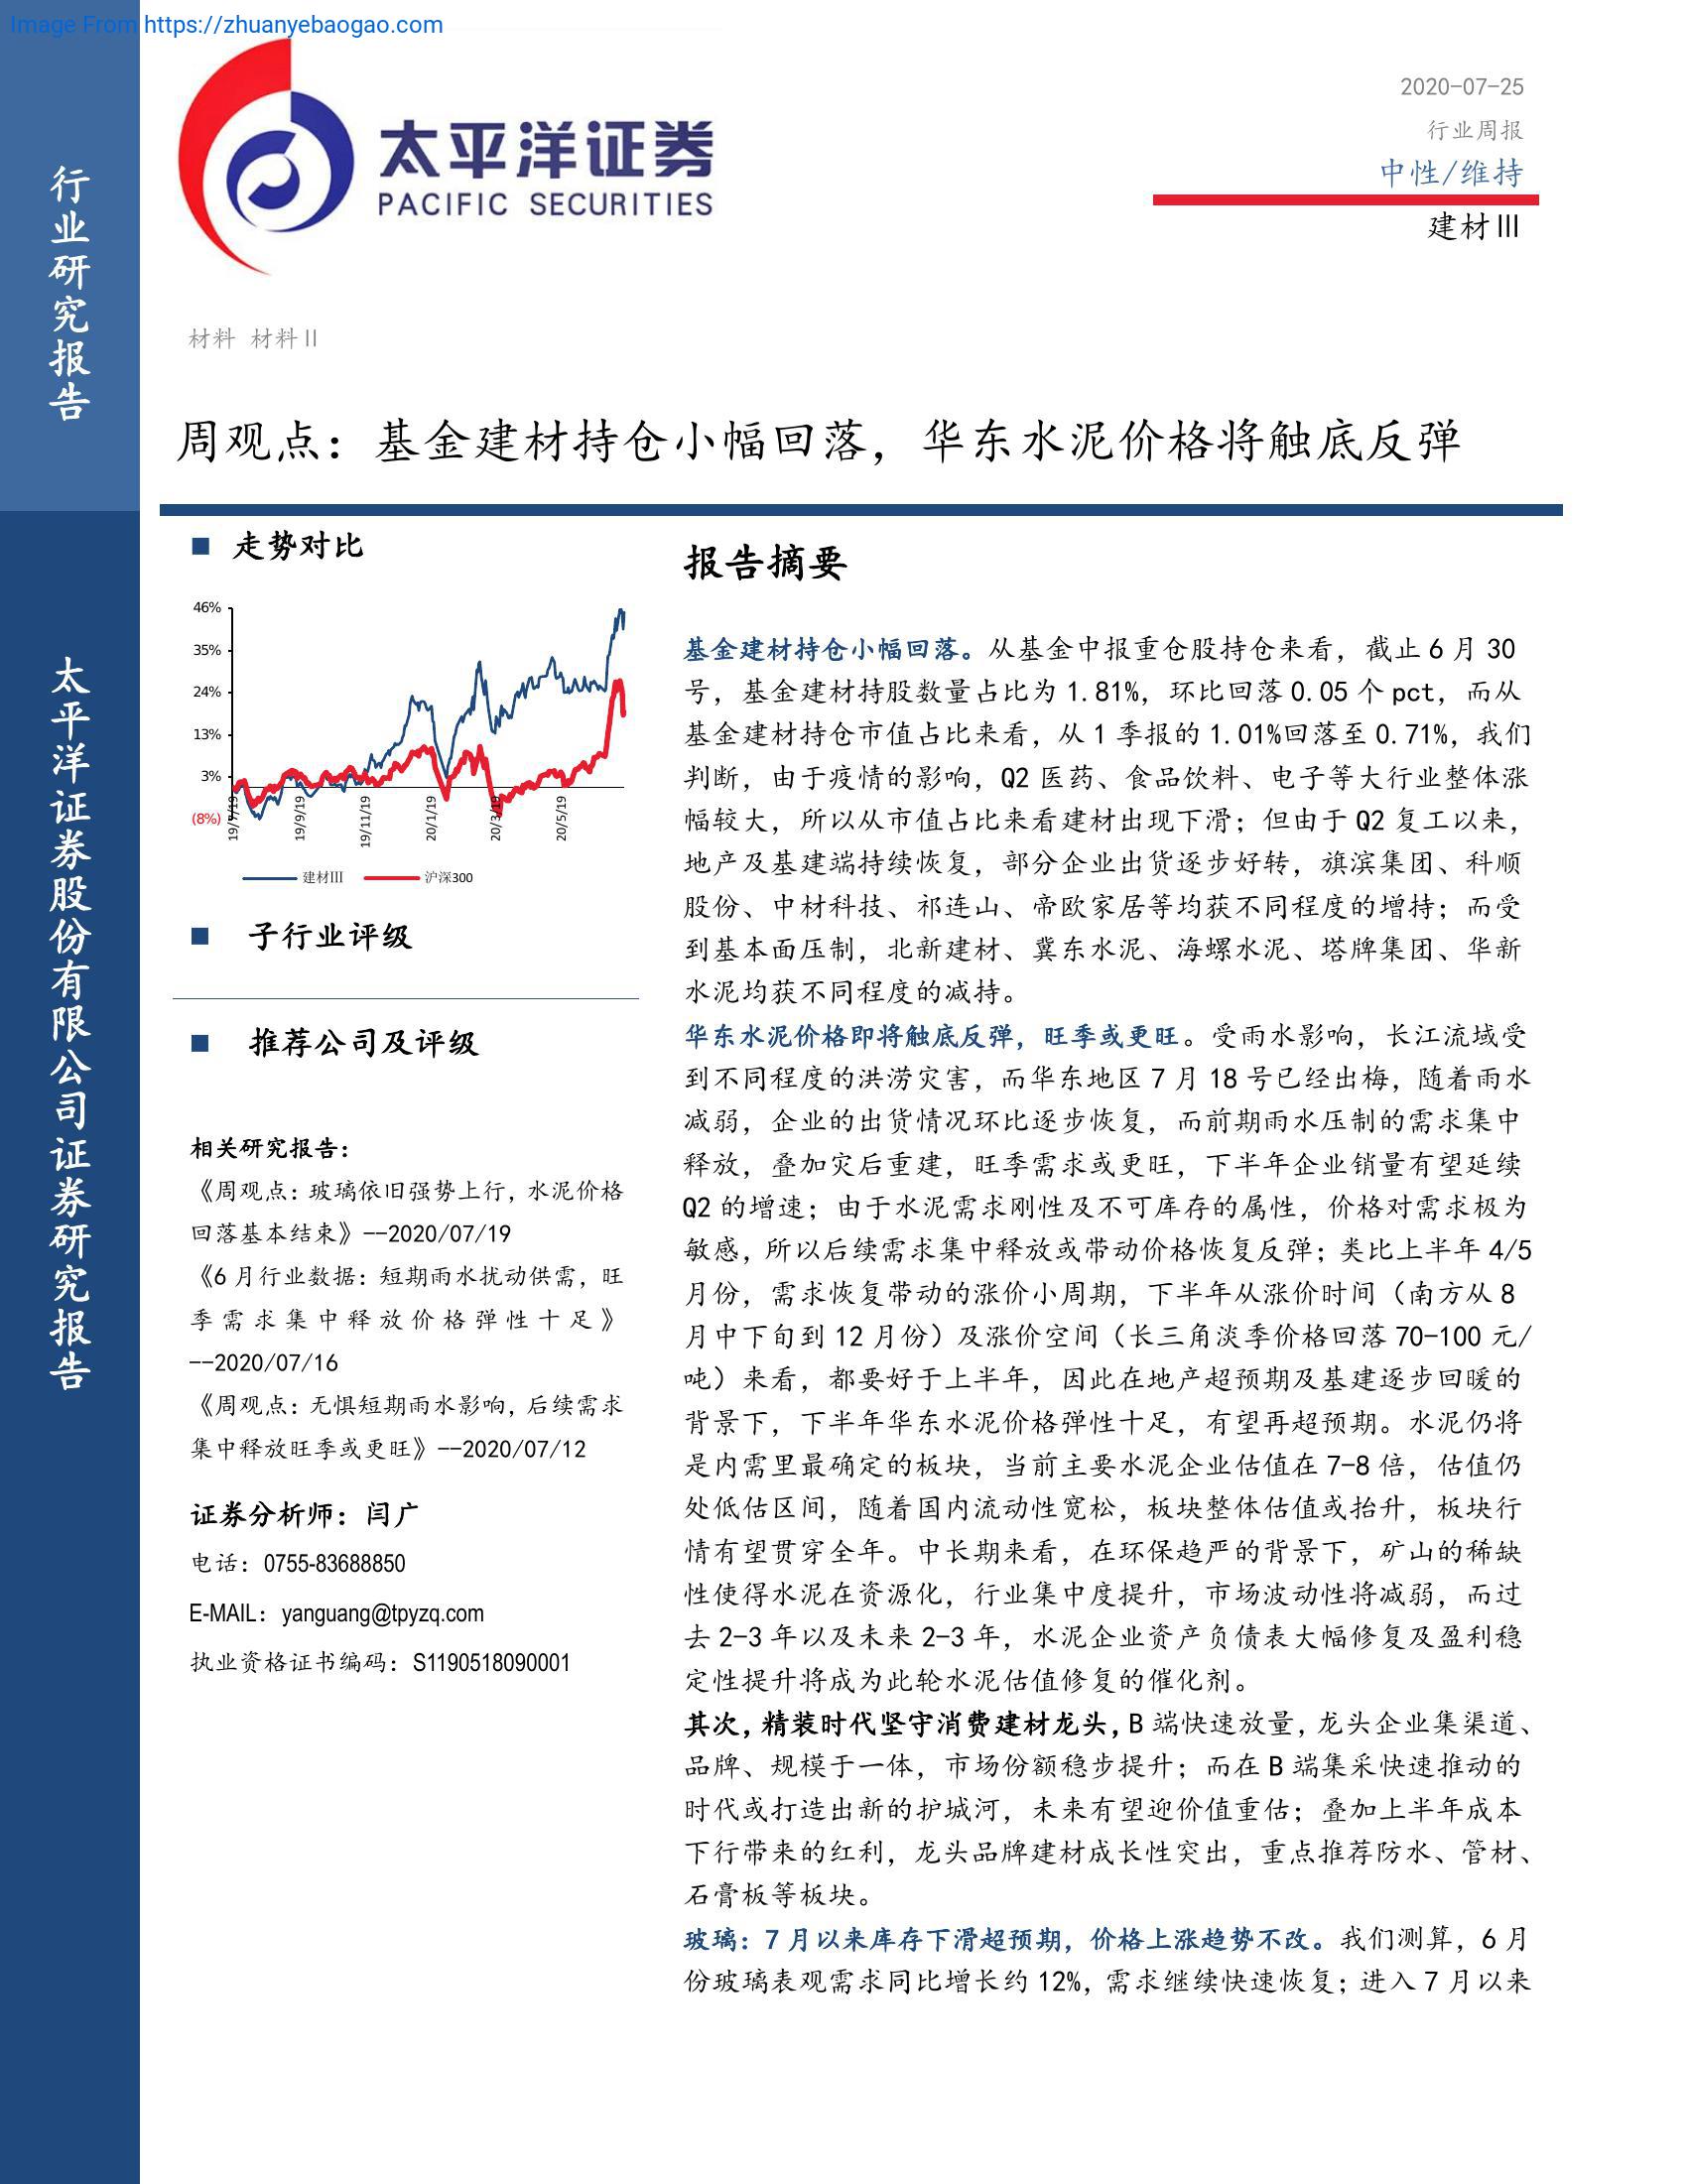 Image From https://zhuanyebaogao.com
行业研究报告
太平洋证券股份有限公司证券研究报告
太平洋证券
PACIFIC SECURITIES
2020-07-25
行业周报
中性/维持
建材Ⅲ
材料 材料Ⅱ
周观点：基金建材持仓小幅回落，华东水泥价格将触底反弹
■ 走势对比
46%
35%
24%
13%
3%
(8%)
19/7/19
19/9/19
19/11/19
20/1/19
20/3/19
20/5/19
建材Ⅲ
沪深300
■ 子行业评级
■ 推荐公司及评级
相关研究报告：
《周观点：玻璃依旧强势上行，水泥价格
回落基本结束》--2020/07/19
《6 月行业数据：短期雨水扰动供需，旺
季需求集中释放价格弹性十足》
--2020/07/16
《周观点：无惧短期雨水影响，后续需求
集中释放旺季或更旺》--2020/07/12
证券分析师：闫广
电话：0755-83688850
E-MAIL：yanguang@tpyzq.com
执业资格证书编码：S1190518090001
报告摘要
基金建材持仓小幅回落。从基金中报重仓股持仓来看，截止 6 月 30
号，基金建材持股数量占比为 1.81%，环比回落 0.05 个 pct，而从
基金建材持仓市值占比来看，从 1 季报的 1.01%回落至 0.71%，我们
判断，由于疫情的影响，Q2 医药、食品饮料、电子等大行业整体涨
幅较大，所以从市值占比来看建材出现下滑；但由于 Q2 复工以来，
地产及基建端持续恢复，部分企业出货逐步好转，旗滨集团、科顺
股份、中材科技、祁连山、帝欧家居等均获不同程度的增持；而受
到基本面压制，北新建材、冀东水泥、海螺水泥、塔牌集团、华新
水泥均获不同程度的减持。
华东水泥价格即将触底反弹，旺季或更旺。受雨水影响，长江流域受
到不同程度的洪涝灾害，而华东地区 7 月 18 号已经出梅，随着雨水
减弱，企业的出货情况环比逐步恢复，而前期雨水压制的需求集中
释放，叠加灾后重建，旺季需求或更旺，下半年企业销量有望延续
Q2 的增速；由于水泥需求刚性及不可库存的属性，价格对需求极为
敏感，所以后续需求集中释放或带动价格恢复反弹；类比上半年 4/5
月份，需求恢复带动的涨价小周期，下半年从涨价时间（南方从 8
月中下旬到 12 月份）及涨价空间（长三角淡季价格回落 70-100 元/
吨）来看，都要好于上半年，因此在地产超预期及基建逐步回暖的
背景下，下半年华东水泥价格弹性十足，有望再超预期。水泥仍将
是内需里最确定的板块，当前主要水泥企业估值在 7-8 倍，估值仍
处低估区间，随着国内流动性宽松，板块整体估值或抬升，板块行
情有望贯穿全年。中长期来看，在环保趋严的背景下，矿山的稀缺
性使得水泥在资源化，行业集中度提升，市场波动性将减弱，而过
去 2-3 年以及未来 2-3 年，水泥企业资产负债表大幅修复及盈利稳
定性提升将成为此轮水泥估值修复的催化剂。
其次，精装时代坚守消费建材龙头，B 端快速放量，龙头企业集渠道、
品牌、规模于一体，市场份额稳步提升；而在 B 端集采快速推动的
时代或打造出新的护城河，未来有望迎价值重估；叠加上半年成本
下行带来的红利，龙头品牌建材成长性突出，重点推荐防水、管材、
石膏板等板块。
玻璃：7 月以来库存下滑超预期，价格上涨趋势不改。我们测算，6 月
份玻璃表观需求同比增长约 12%，需求继续快速恢复；进入 7 月以来